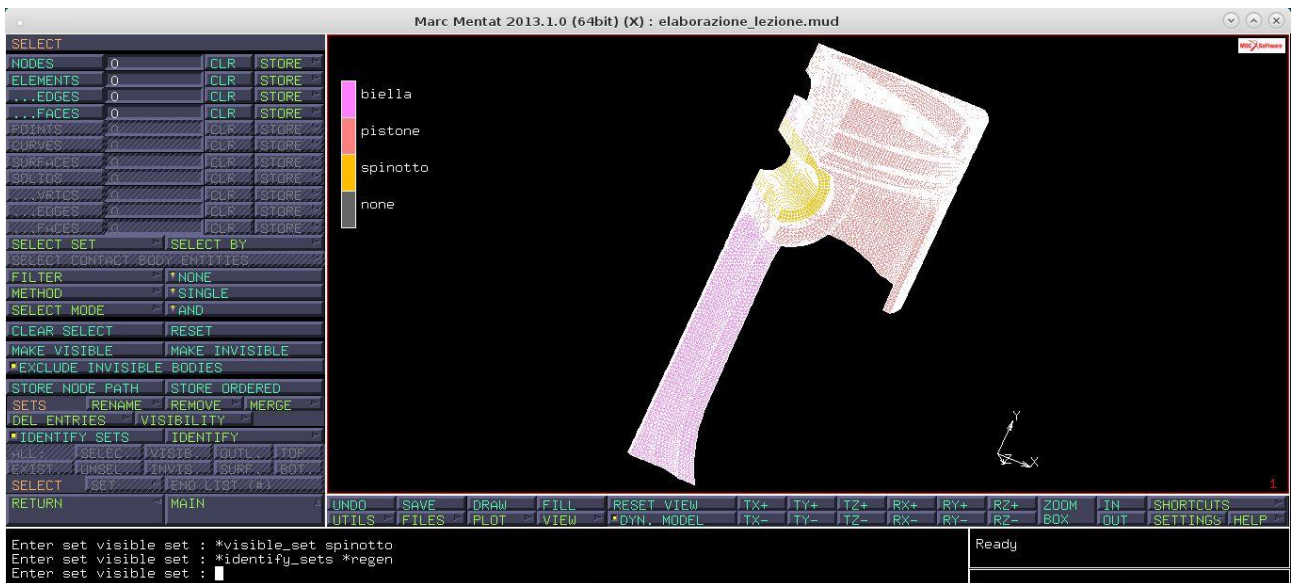 Marc Mentat 2013.1.0 (64bit) (X) : elaborazione_lezione.mud
SELECT
NODES 0 CLR STORE
ELEMENTS 0 CLR STORE
...EDGES 0 CLR STORE
...FACES 0 CLR STORE
POINTS 0 CLR STORE
CURVES 0 CLR STORE
SURFACES 0 CLR STORE
SOLIDS 0 CLR STORE
...VRTCS 0 CLR STORE
...EDGES 0 CLR STORE
...FACES 0 CLR STORE
SELECT SET SELECT BY
SELECT CONTACT BODY ENTITIES
FILTER NONE
METHOD SINGLE
SELECT MODE AND
CLEAR SELECT RESET
MAKE VISIBLE MAKE INVISIBLE
EXCLUDE INVISIBLE BODIES
STORE NODE PATH STORE ORDERED
SETS RENAME REMOVE MERGE
DEL ENTRIES VISIBILITY
IDENTIFY SETS IDENTIFY
ALL: SELEC. VISIB. OUTL. TOP
EXIST. UNSEL. INVIS. SURF. BOT.
SELECT SET END LIST (#)
RETURN MAIN
biella
pistone
spinotto
none
MSC Software
Y
Z X
1
UNDO SAVE DRAW FILL RESET VIEW TX+ TY+ TZ+ RX+ RY+ RZ+ ZOOM IN SHORTCUTS
UTILS FILES PLOT VIEW DYN. MODEL TX- TY- TZ- RX- RY- RZ- BOX OUT SETTINGS HELP
Enter set visible set : *visible_set spinotto
Enter set visible set : *identify_sets *regen
Enter set visible set :
Ready